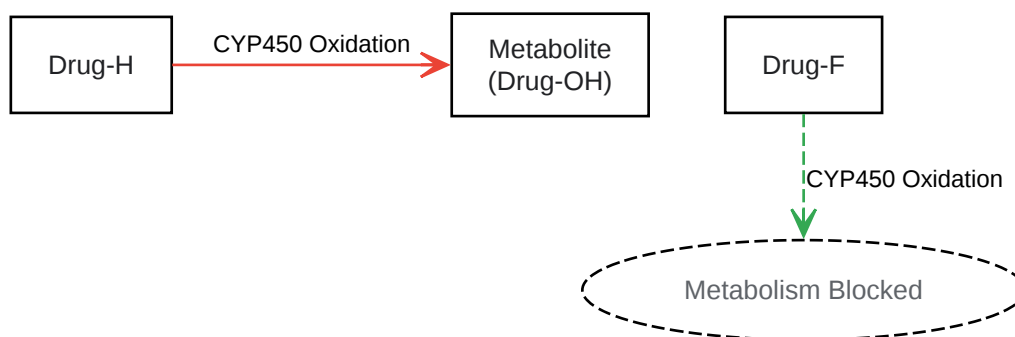 CYP450 Oxidation
Drug-H
Metabolite
(Drug-OH)
Drug-F
CYP450 Oxidation
Metabolism Blocked